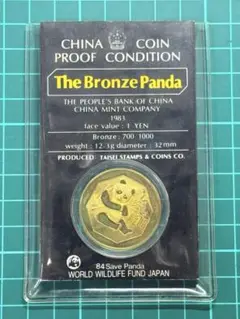 CHINA COIN
PROOF CONDITION
The Bronze Panda
THE PEOPLE'S BANK OF CHINA
CHINA MINT COMPANY
1983
face value: 1 YEN
Bronze: 700/1000
weight: 12.3g diameter: 32mm
PRODUCED: TAISEI STAMPS & COINS CO.
'84 Save Panda
WORLD WILDLIFE FUND JAPAN